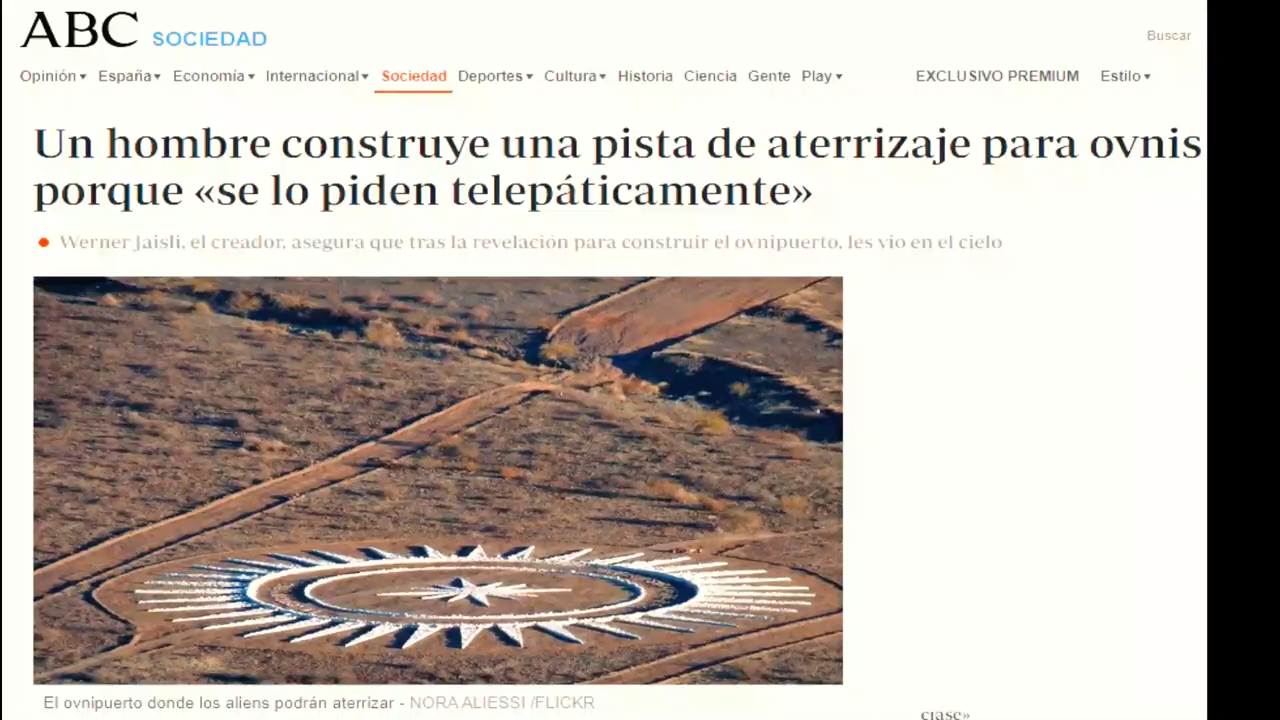 ABC SOCIEDAD
Buscar
Opinión España Economía Internacional Sociedad Deportes Cultura Historia Ciencia Gente Play EXCLUSIVO PREMIUM Estilo
Un hombre construye una pista de aterrizaje para ovnis
porque «se lo piden telepáticamente»
Werner Jaisli, el creador, asegura que tras la revelación para construir el ovnipuerto, les vio en el cielo
El ovnipuerto donde los aliens podrán aterrizar - NORA ALIESSI /FLICKR
clase»